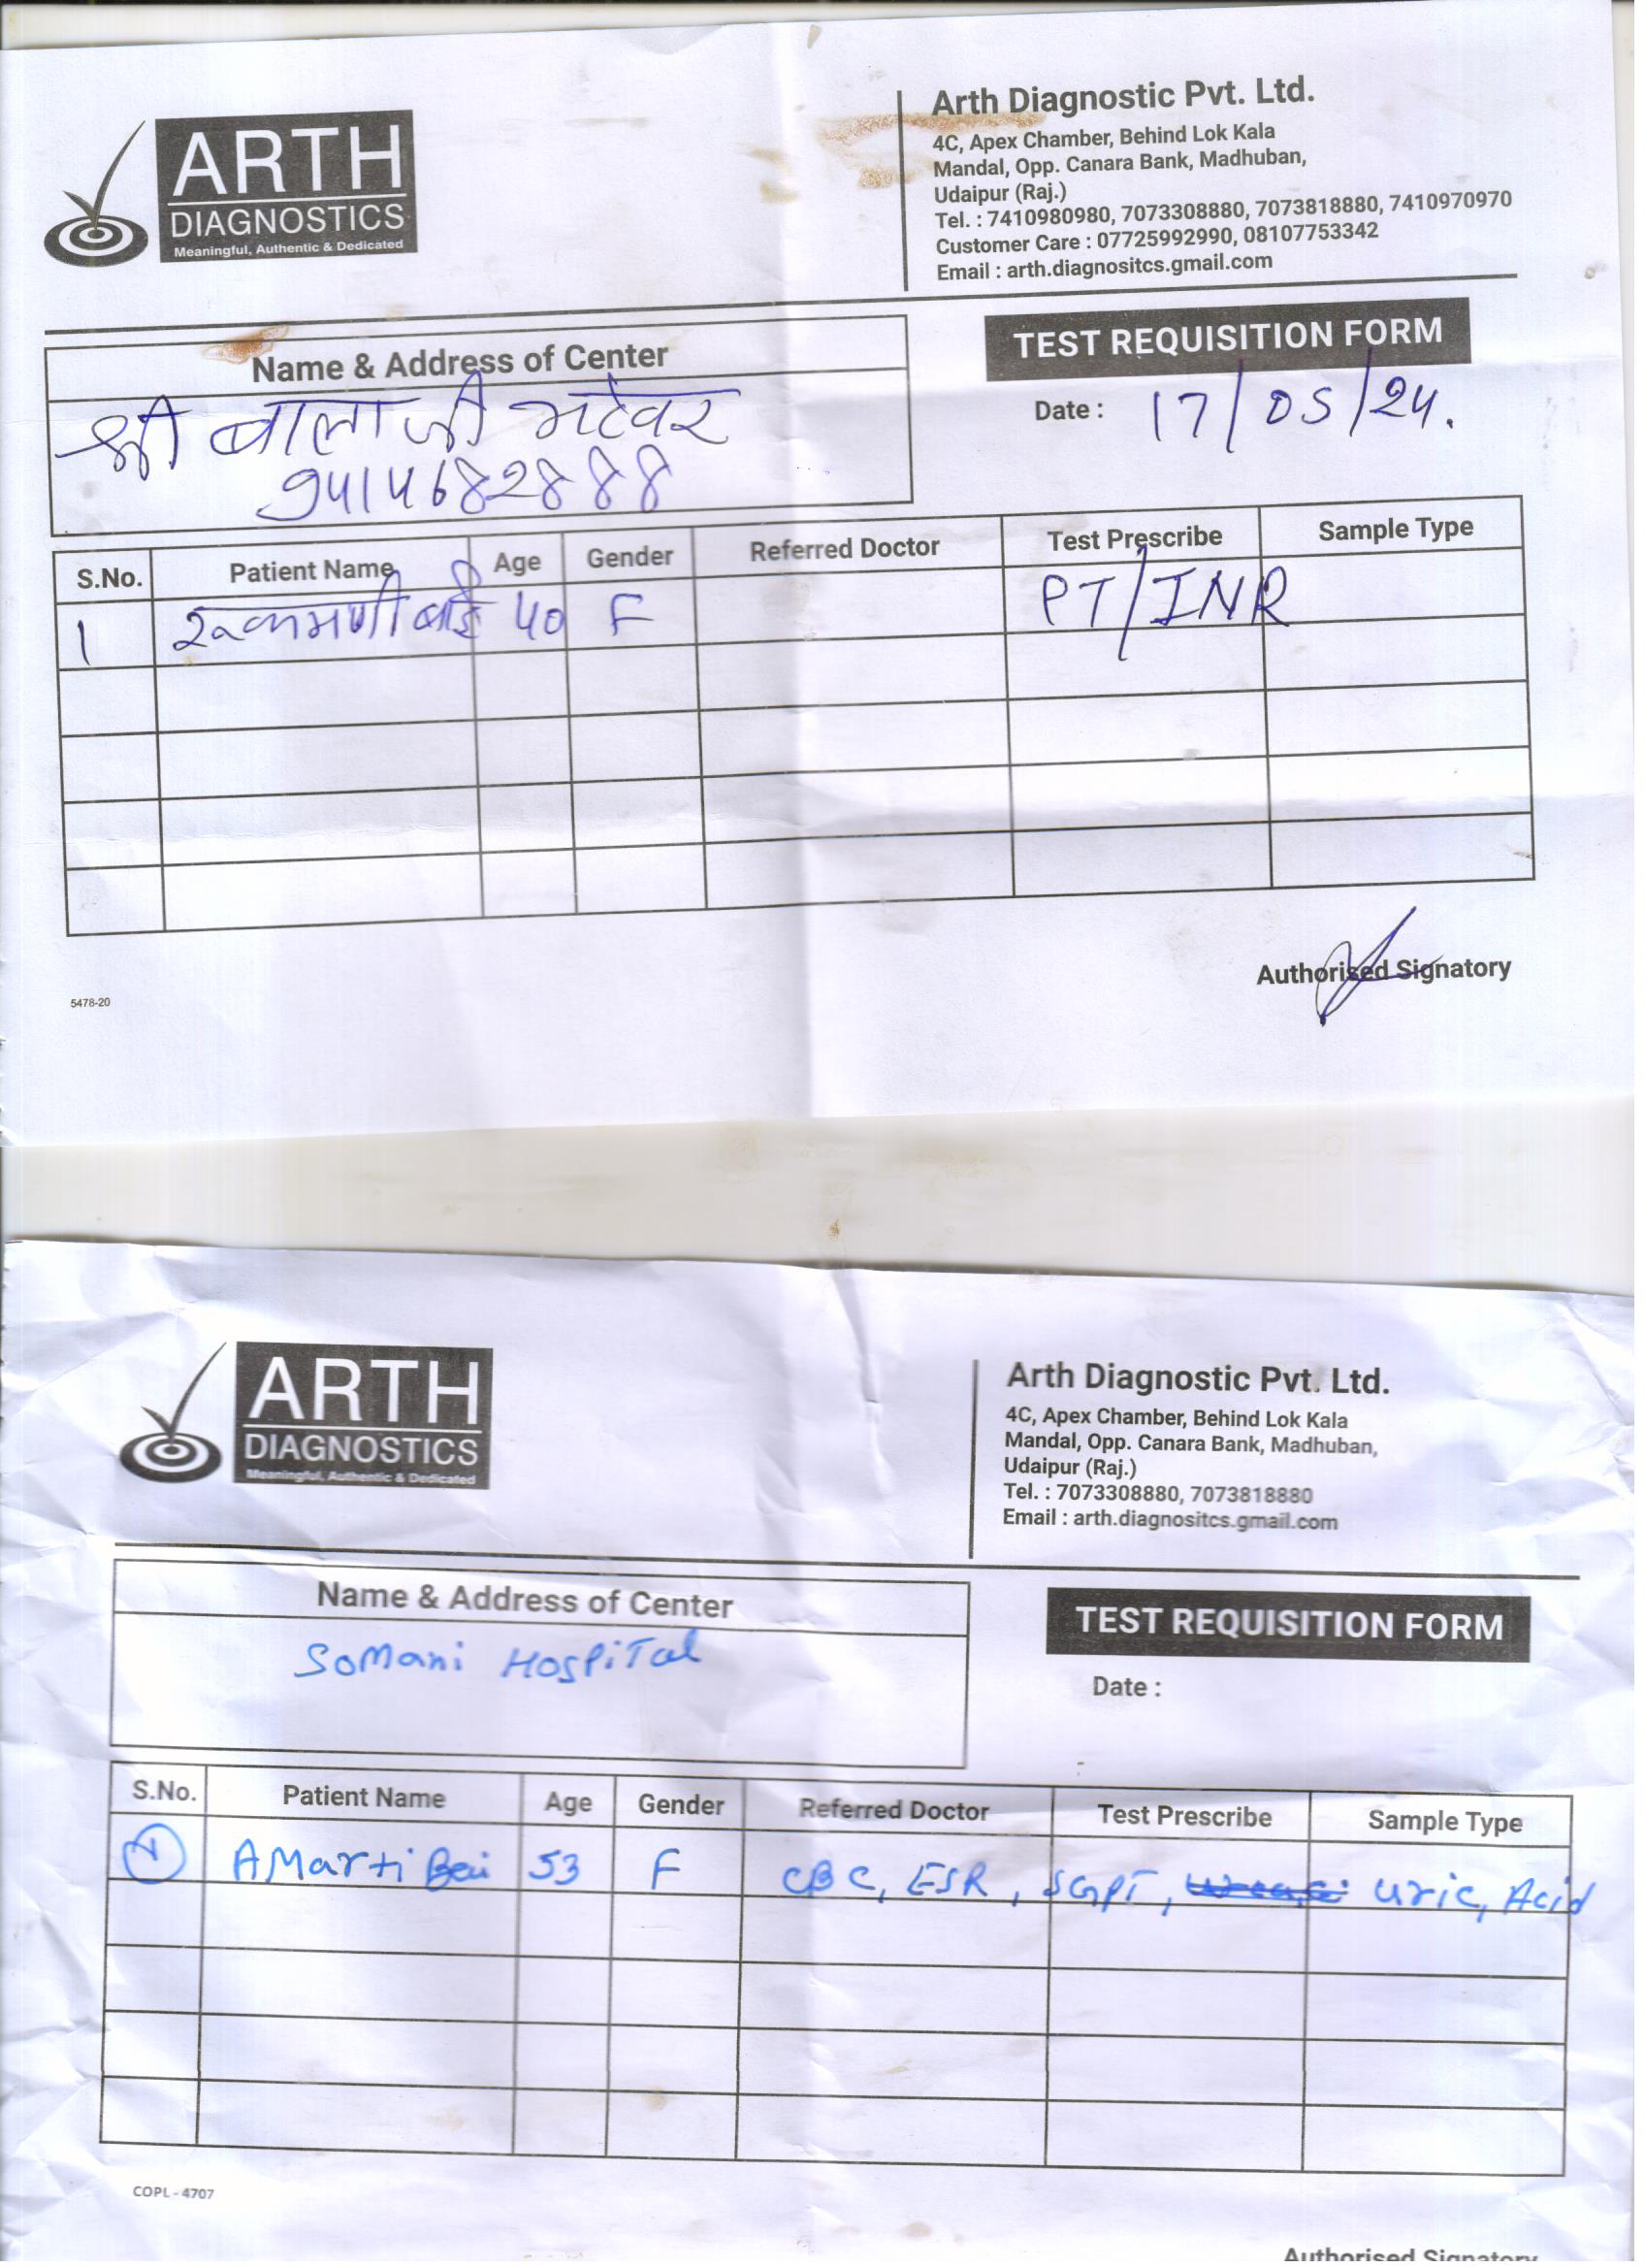 ARTH
DIAGNOSTICS
Meaningful, Authentic & Dedicated
Arth Diagnostic Pvt. Ltd.
4C, Apex Chamber, Behind Lok Kala
Mandal, Opp. Canara Bank, Madhuban,
Udaipur (Raj.)
Tel. : 7410980980, 7073308880, 7073818880, 7410970970
Customer Care : 07725992990, 08107753342
Email : arth.diagnositcs.gmail.com
Name & Address of Center
श्री बालाजी भटेवर
9414682888
TEST REQUISITION FORM
Date : 17/05/24.
S.No. Patient Name Age Gender Referred Doctor Test Prescribe Sample Type
1 बाई 40 F PT/INR
Authorised Signatory
5478-20
ARTH
DIAGNOSTICS
Meaningful, Authentic & Dedicated
Arth Diagnostic Pvt. Ltd.
4C, Apex Chamber, Behind Lok Kala
Mandal, Opp. Canara Bank, Madhuban,
Udaipur (Raj.)
Tel. : 7073308880, 7073818880
Email : arth.diagnositcs.gmail.com
Name & Address of Center
SoMani HospiTal
TEST REQUISITION FORM
Date :
S.No. Patient Name Age Gender Referred Doctor Test Prescribe Sample Type
1 AMarti Bai 53 F CBC, ESR, SGPT, Uric, Acid
COPL - 4707
Authorised Signatory